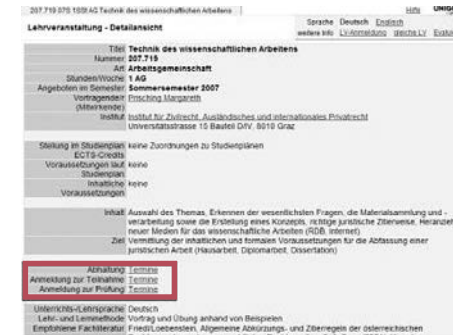 207.719 07S 1SSt AG Technik des wissenschaftlichen Arbeitens Hilfe UNIG
Lehrveranstaltung - Detailansicht Sprache Deutsch Englisch
weitere Info LV-Anmeldung gleiche LV Evalu
Titel Technik des wissenschaftlichen Arbeitens
Nummer 207.719
Art Arbeitsgemeinschaft
Stunden/Woche 1 AG
Angeboten im Semester Sommersemester 2007
Vortragende/r Prisching Margareth
(Mitwirkende)
Institut Institut für Zivilrecht, Ausländisches und internationales Privatrecht
Universitätsstrasse 15 Bauteil D/IV, 8010 Graz
Stellung im Studienplan keine Zuordnungen zu Studienplänen
ECTS-Credits
Voraussetzungen laut keine
Studienplan
Inhaltliche keine
Voraussetzungen
Inhalt Auswahl des Themas, Erkennen der wesentlichsten Fragen, die Materialsammlung und -
verarbeitung sowie die Erstellung eines Konzepts, richtige juristische Zitierweise, Heranzieh
neuer Medien für das wissenschaftliche Arbeiten (RDB, Internet)
Ziel Vermittlung der inhaltlichen und formalen Voraussetzungen für die Abfassung einer
juristischen Arbeit (Hausarbeit, Diplomarbeit, Dissertation)
Abhaltung Termine
Anmeldung zur Teilnahme Termine
Anmeldung zur Prüfung Termine
Unterrichts-/Lehrsprache Deutsch
Lehr- und Lernmethode Vortrag und Übung anhand von Beispielen
Empfohlene Fachliteratur Friedl/Loebenstein, Allgemeine Abkürzungs- und Zitierregeln der österreichischen